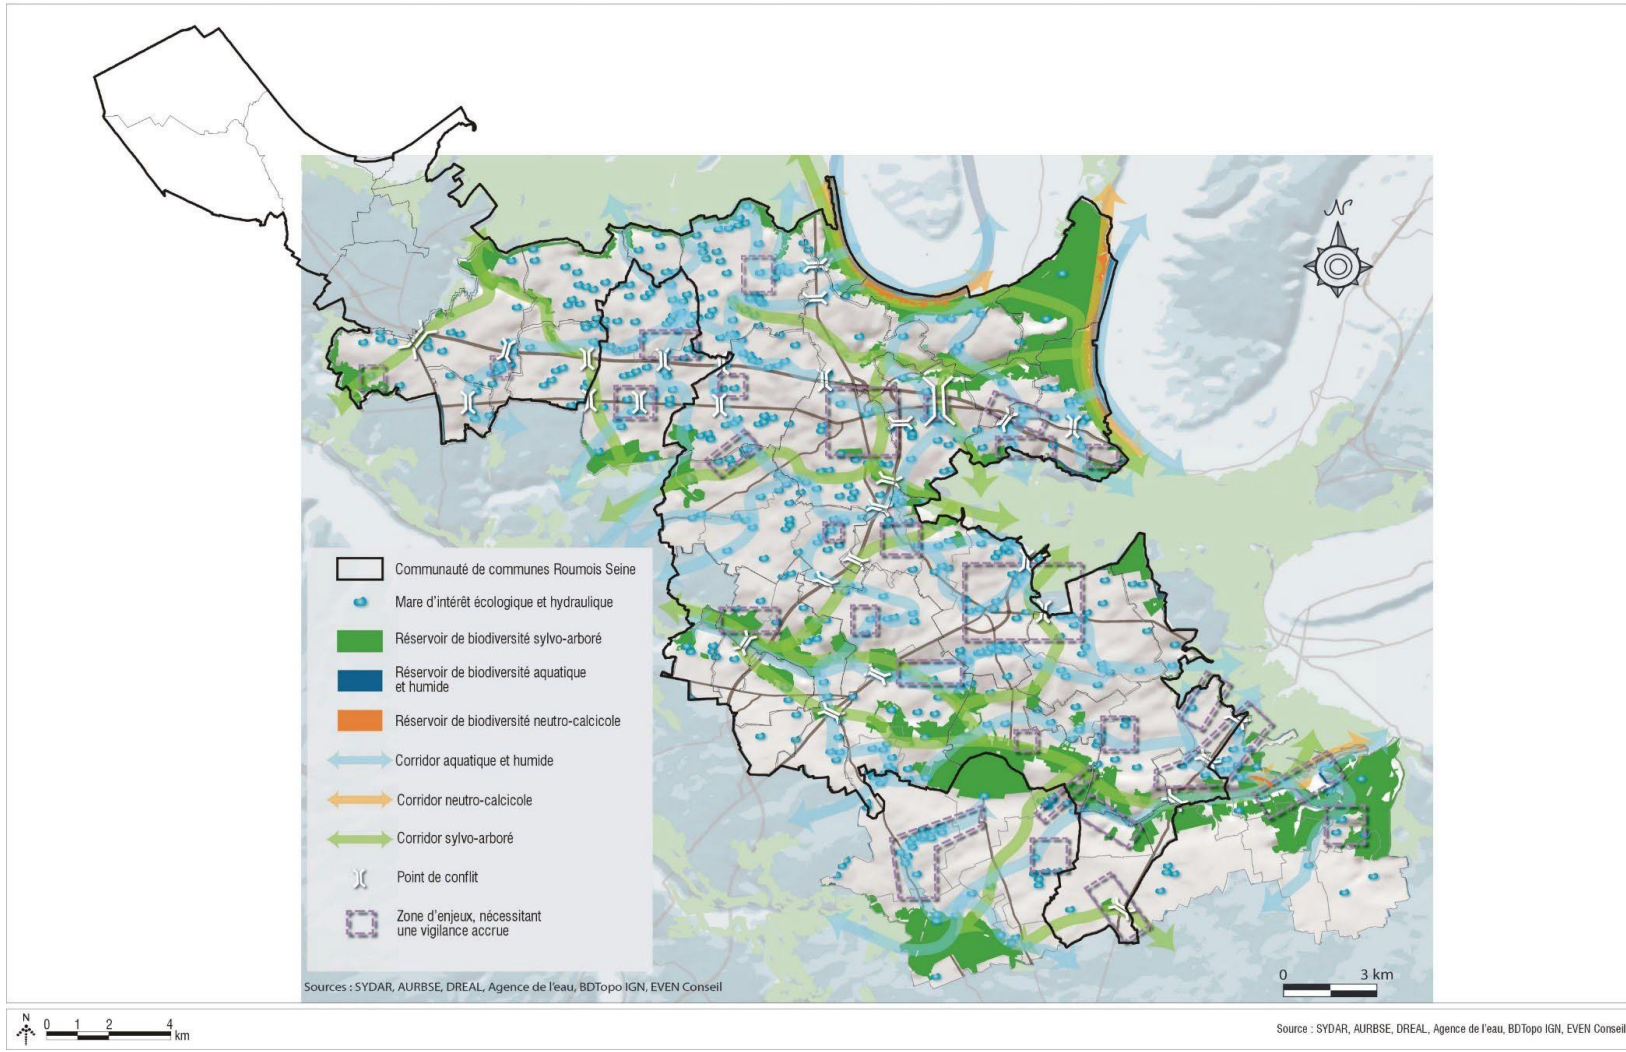 N
Communauté de communes Roumois Seine
Mare d'intérêt écologique et hydraulique
Réservoir de biodiversité sylvo-arboré
Réservoir de biodiversité aquatique
et humide
Réservoir de biodiversité neutro-calcicole
Corridor aquatique et humide
Corridor neutro-calcicole
Corridor sylvo-arboré
Point de conflit
Zone d'enjeux, nécessitant
une vigilance accrue
Sources : SYDAR, AURBSE, DREAL, Agence de l'eau, BDTopo IGN, EVEN Conseil
0 3 km
N
0 1 2 4
km
Source : SYDAR, AURBSE, DREAL, Agence de l'eau, BDTopo IGN, EVEN Conseil